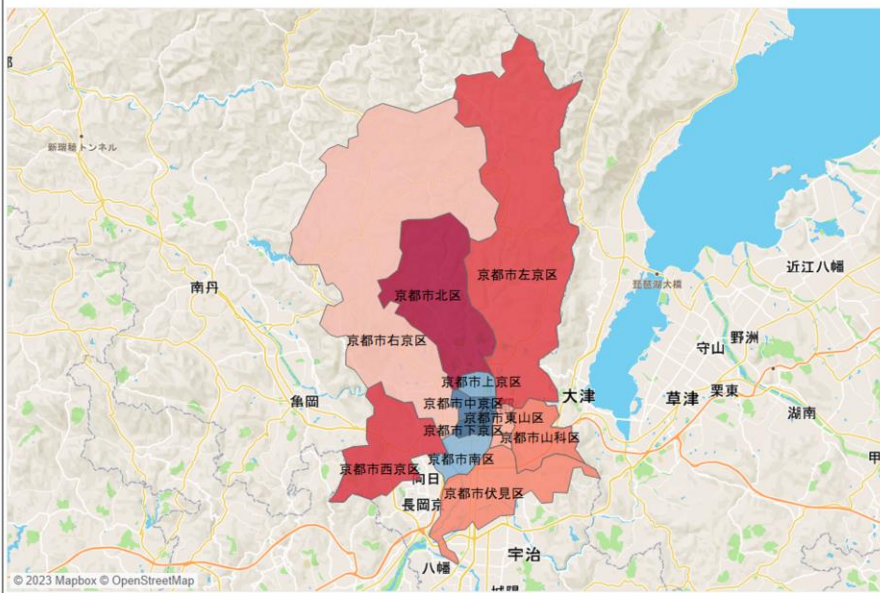 新瑞穂トンネル
京都市左京区
近江八幡
琵琶湖大橋
南丹
京都市北区
野洲
京都市右京区
守山
京都市上京区
栗東
亀岡
京都市中京区
大津
草津
湖南
京都市東山区
京都市下京区
京都市山科区
京都市南区
京都市西京区
向日
甲
京都市伏見区
長岡京
宇治
八幡
© 2023 Mapbox © OpenStreetMap